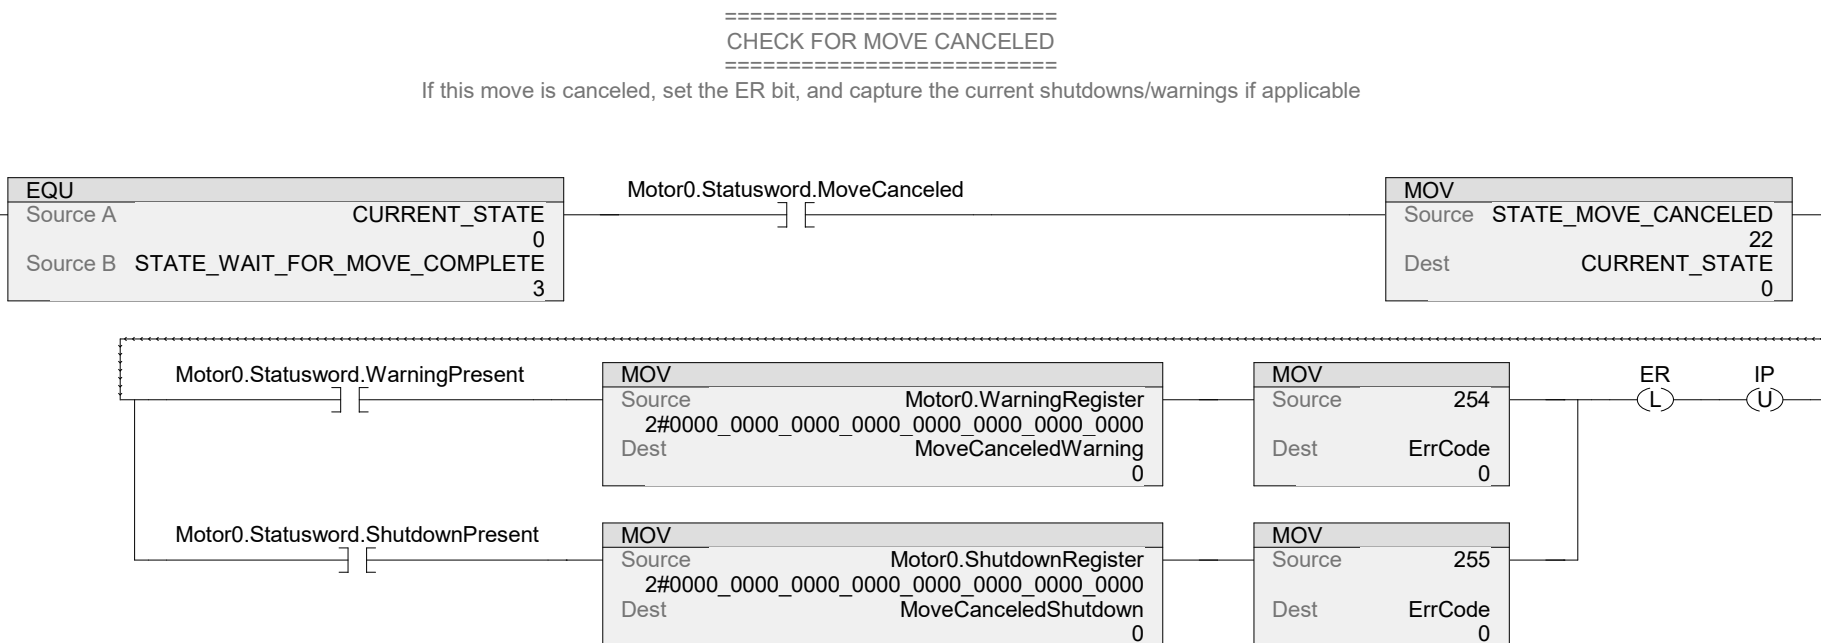 ==========================
CHECK FOR MOVE CANCELED
==========================
If this move is canceled, set the ER bit, and capture the current shutdowns/warnings if applicable
EQU
Source A CURRENT_STATE
0
Source B STATE_WAIT_FOR_MOVE_COMPLETE
3
Motor0.Statusword.MoveCanceled
MOV
Source STATE_MOVE_CANCELED
22
Dest CURRENT_STATE
0
Motor0.Statusword.WarningPresent
MOV
Source Motor0.WarningRegister
2#0000_0000_0000_0000_0000_0000_0000_0000
Dest MoveCanceledWarning
0
MOV
Source 254
Dest ErrCode
0
ER
L
IP
U
Motor0.Statusword.ShutdownPresent
MOV
Source Motor0.ShutdownRegister
2#0000_0000_0000_0000_0000_0000_0000_0000
Dest MoveCanceledShutdown
0
MOV
Source 255
Dest ErrCode
0